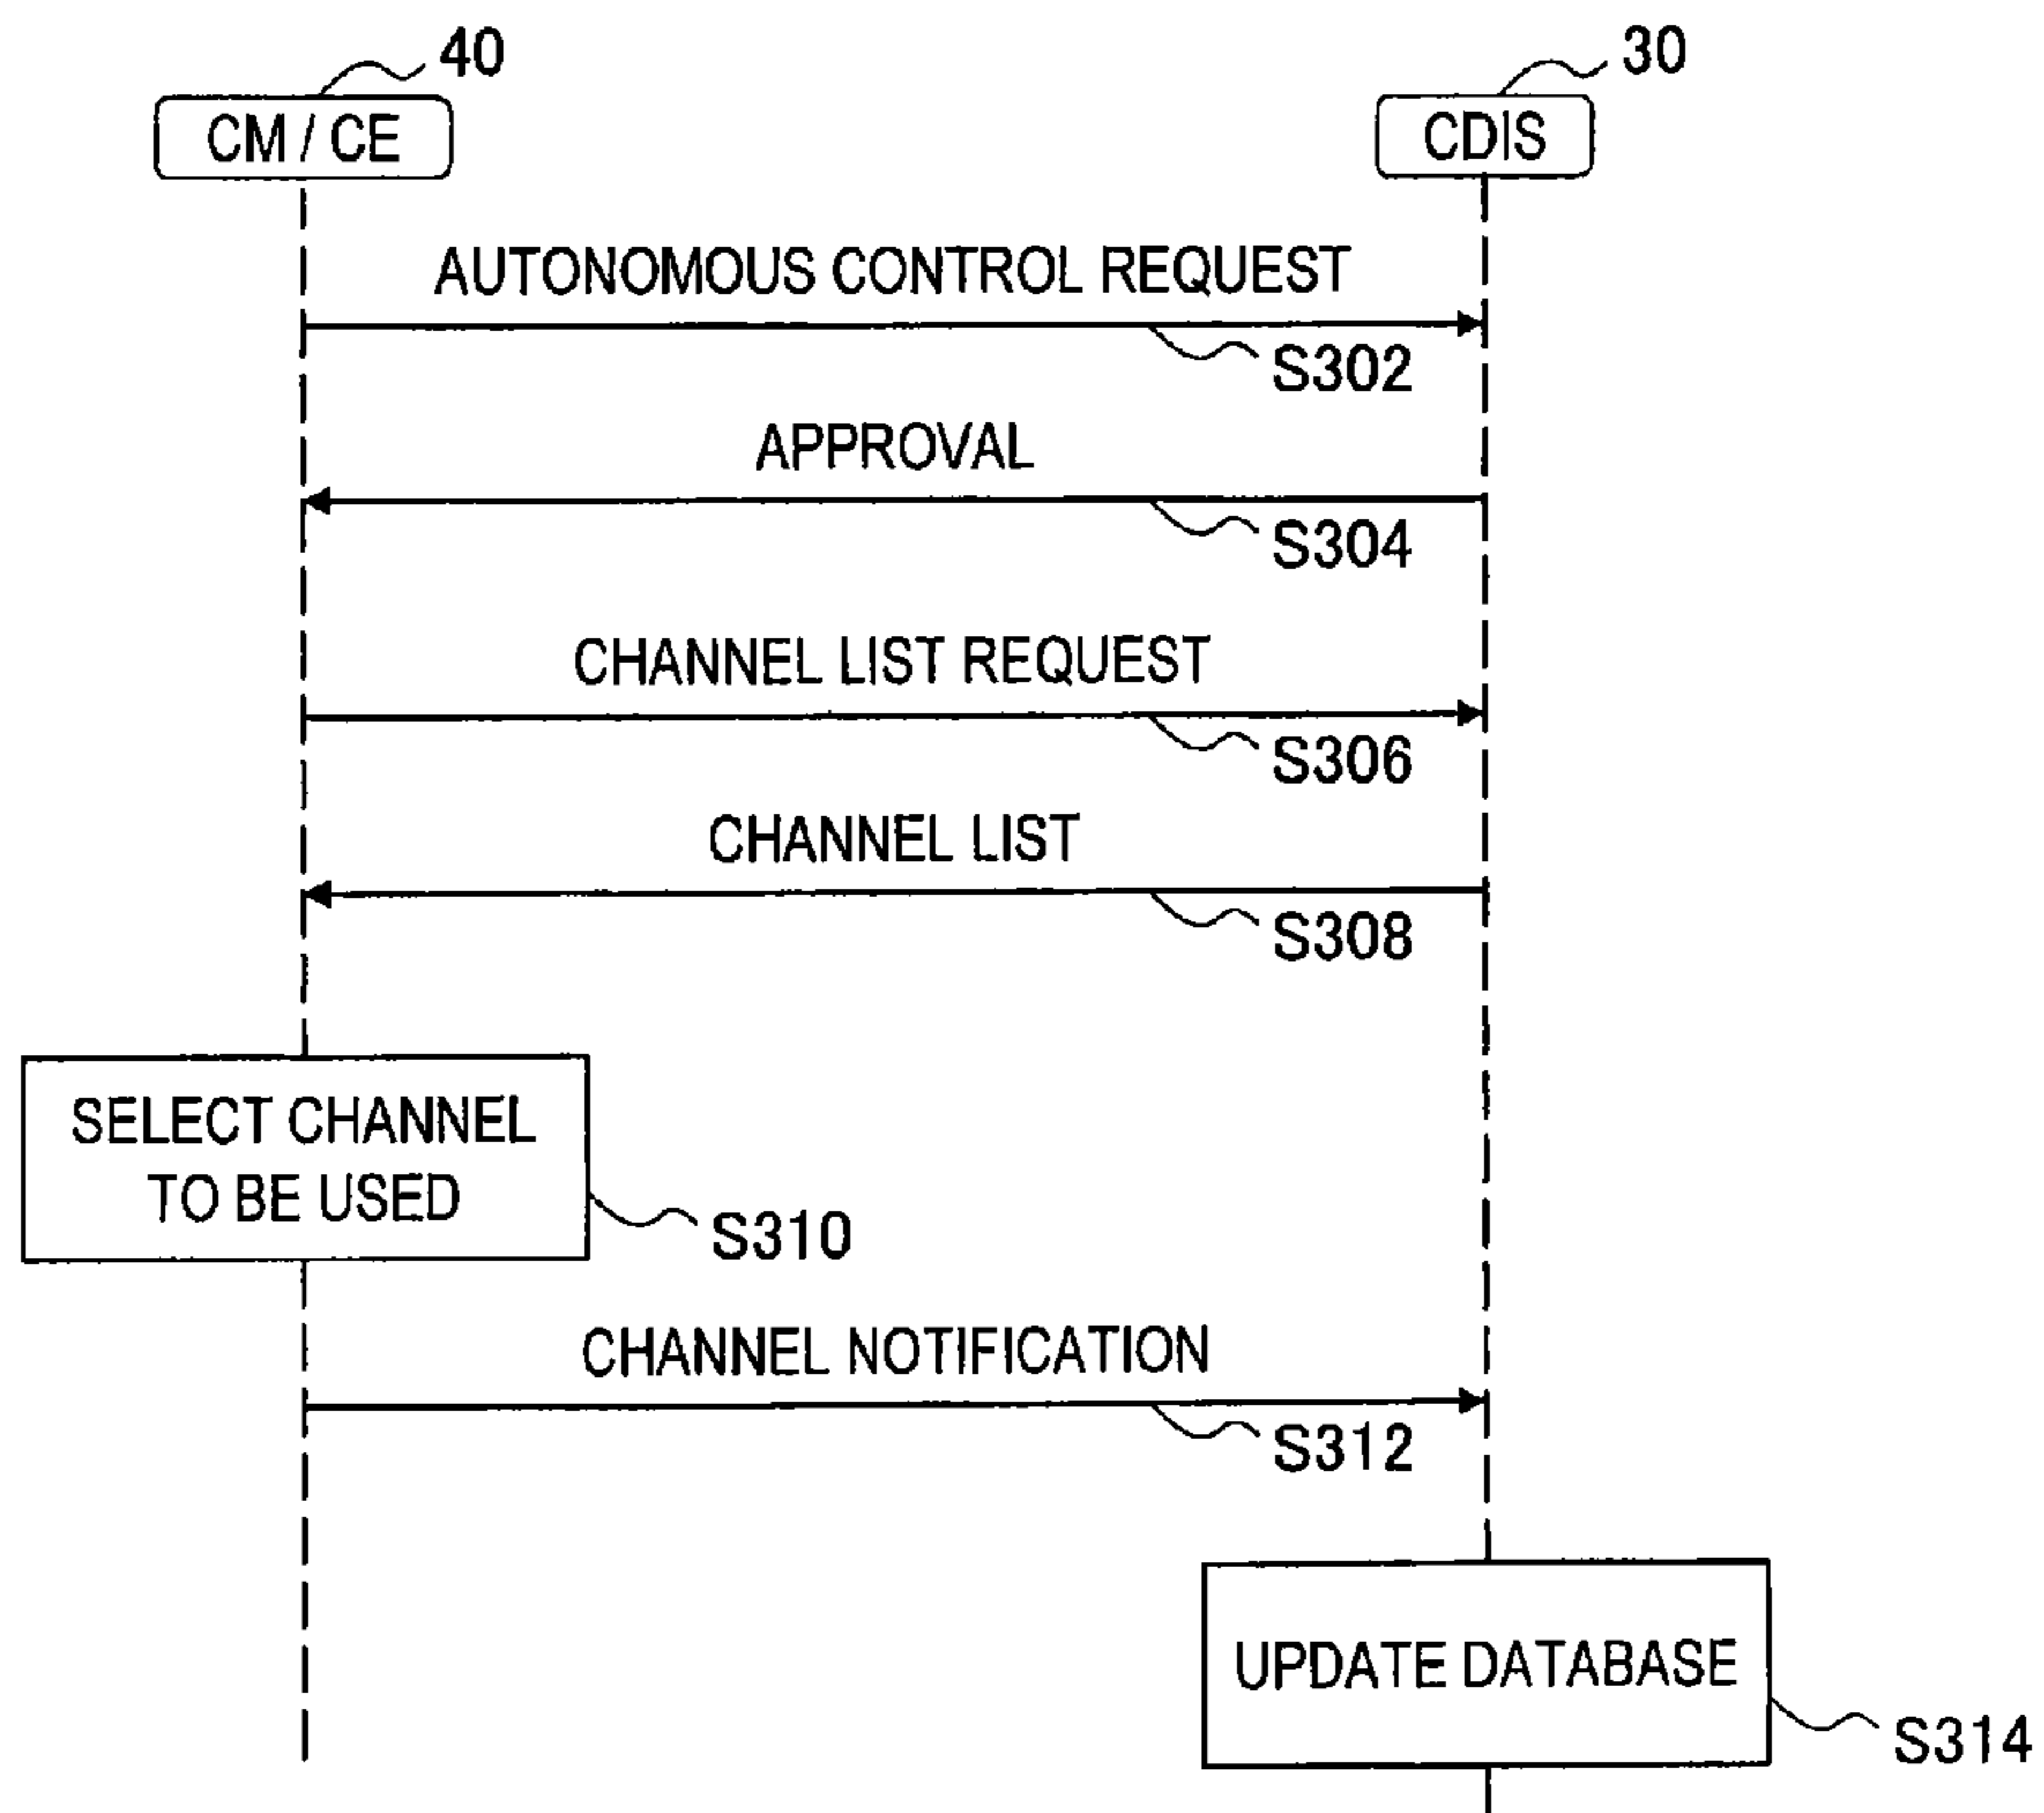 40
30
CM / CE
CDIS
AUTONOMOUS CONTROL REQUEST
S302
APPROVAL
S304
CHANNEL LIST REQUEST
S306
CHANNEL LIST
S308
SELECT CHANNEL
TO BE USED
S310
CHANNEL NOTIFICATION
S312
UPDATE DATABASE
S314